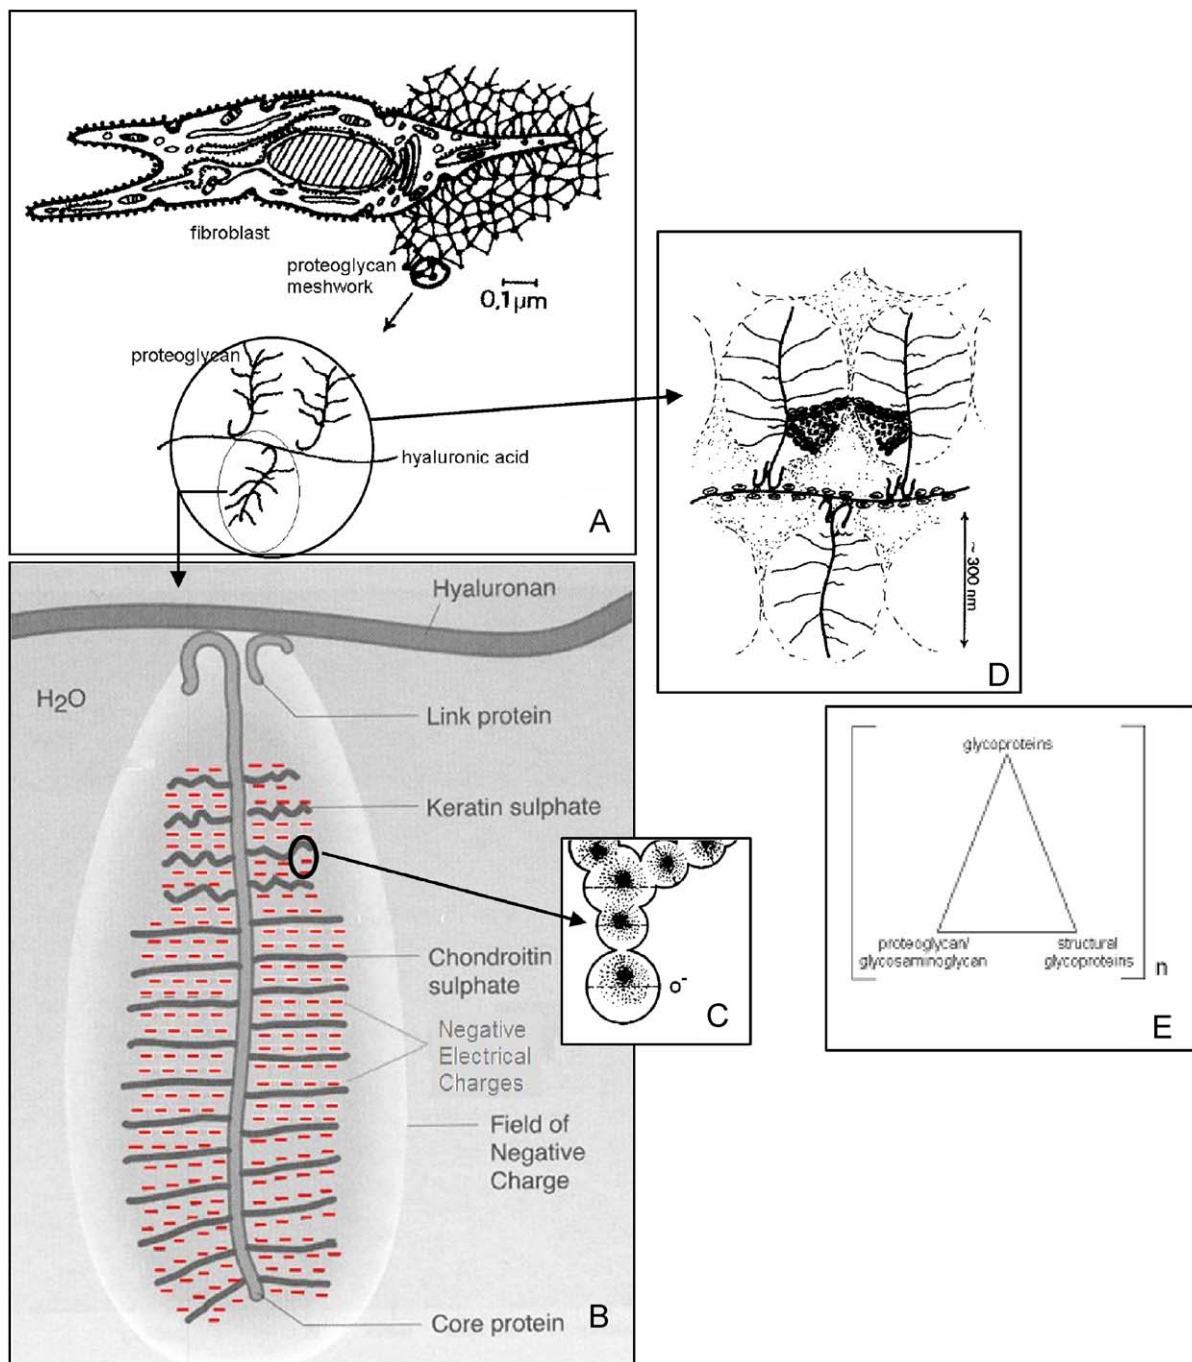 fibroblast
proteoglycan
meshwork
0,1µm
proteoglycan
hyaluronic acid
A
~300 nm
D
Hyaluronan
H2O
Link protein
Keratin sulphate
Chondroitin
sulphate
Negative
Electrical
Charges
Field of
Negative
Charge
Core protein
B
O-
C
glycoproteins
proteoglycan/
glycosaminoglycan
structural
glycoproteins
n
E